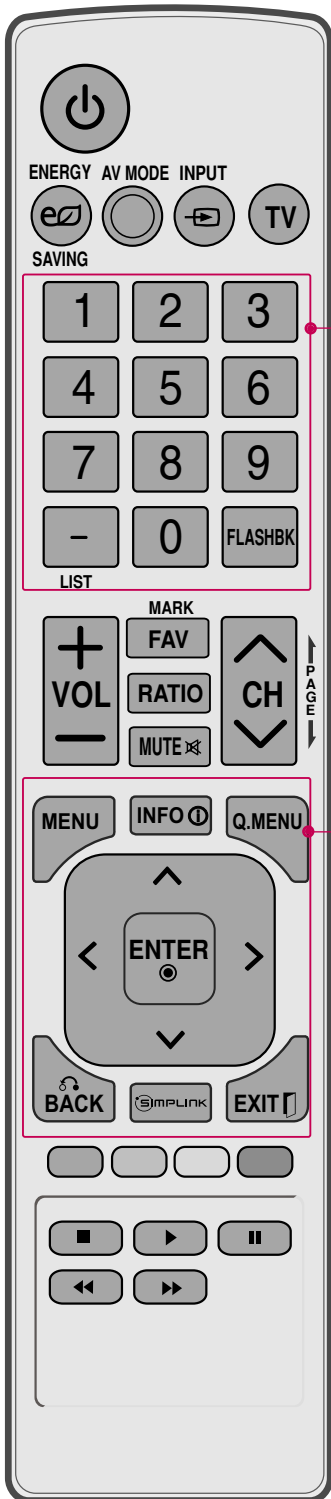 ENERGY AV MODE INPUT
TV
SAVING
1 2 3
4 5 6
7 8 9
- 0 FLASHBK
LIST
MARK
FAV
VOL RATIO CH
PAGE
MUTE
MENU INFO Q.MENU
ENTER
BACK SIMPLINK EXIT